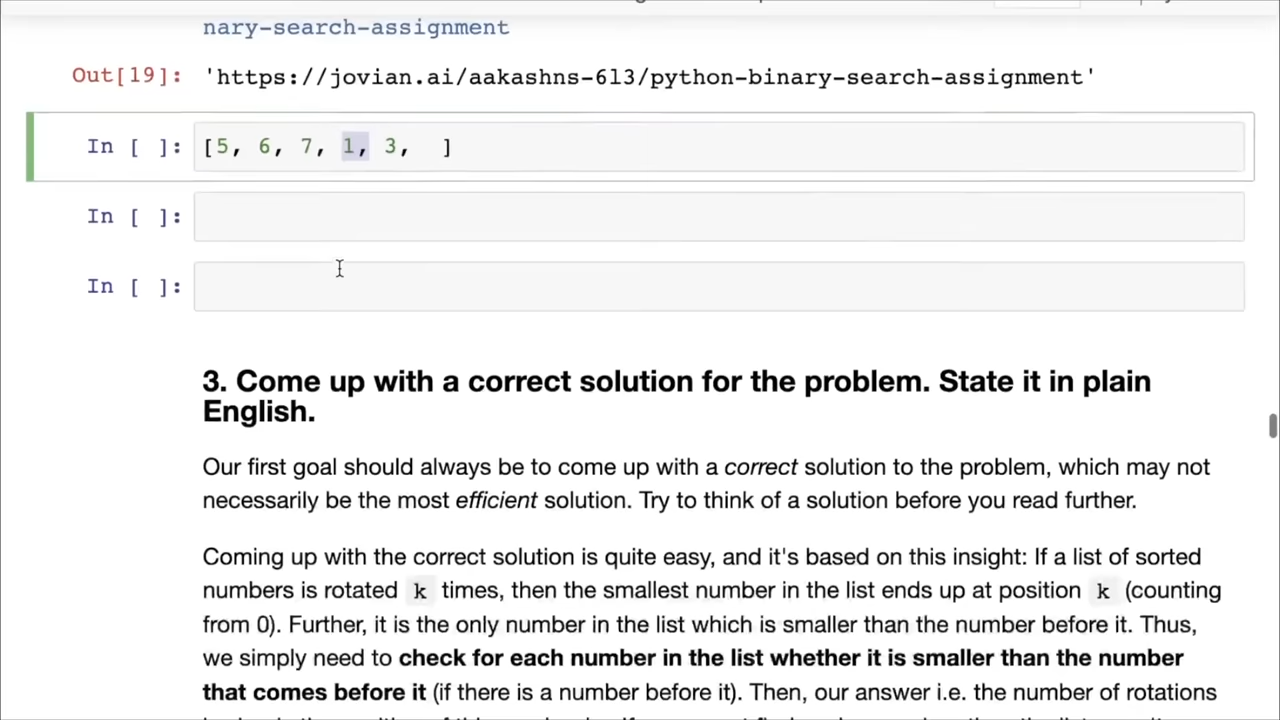 nary-search-assignment
Out[19]: 'https://jovian.ai/aakashns-613/python-binary-search-assignment'
In [ ]: [5, 6, 7, 1, 3,   ]
In [ ]:
In [ ]:
3. Come up with a correct solution for the problem. State it in plain
English.
Our first goal should always be to come up with a correct solution to the problem, which may not
necessarily be the most efficient solution. Try to think of a solution before you read further.
Coming up with the correct solution is quite easy, and it's based on this insight: If a list of sorted
numbers is rotated k times, then the smallest number in the list ends up at position k (counting
from 0). Further, it is the only number in the list which is smaller than the number before it. Thus,
we simply need to check for each number in the list whether it is smaller than the number
that comes before it (if there is a number before it). Then, our answer i.e. the number of rotations